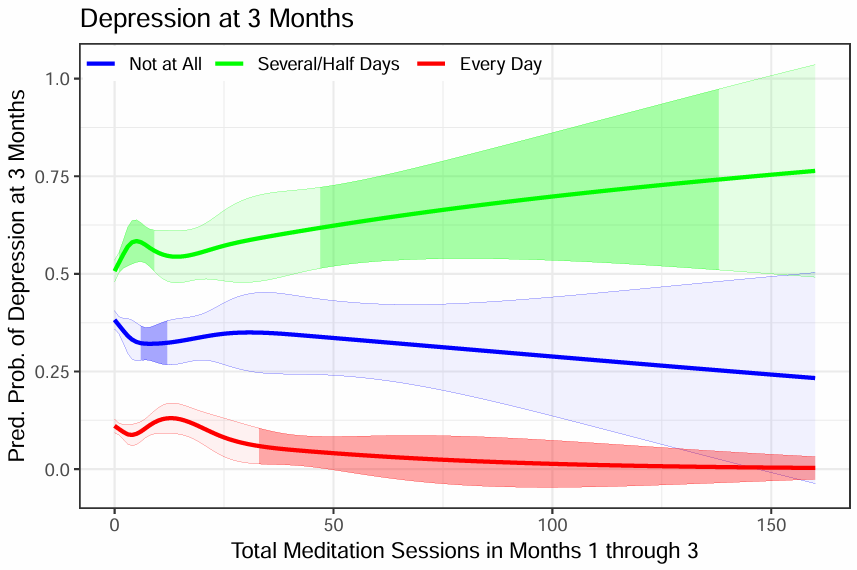 Depression at 3 Months
Not at All Several/Half Days Every Day
Pred. Prob. of Depression at 3 Months
1.0
0.75
0.5
0.25
0.0
0 50 100 150
Total Meditation Sessions in Months 1 through 3